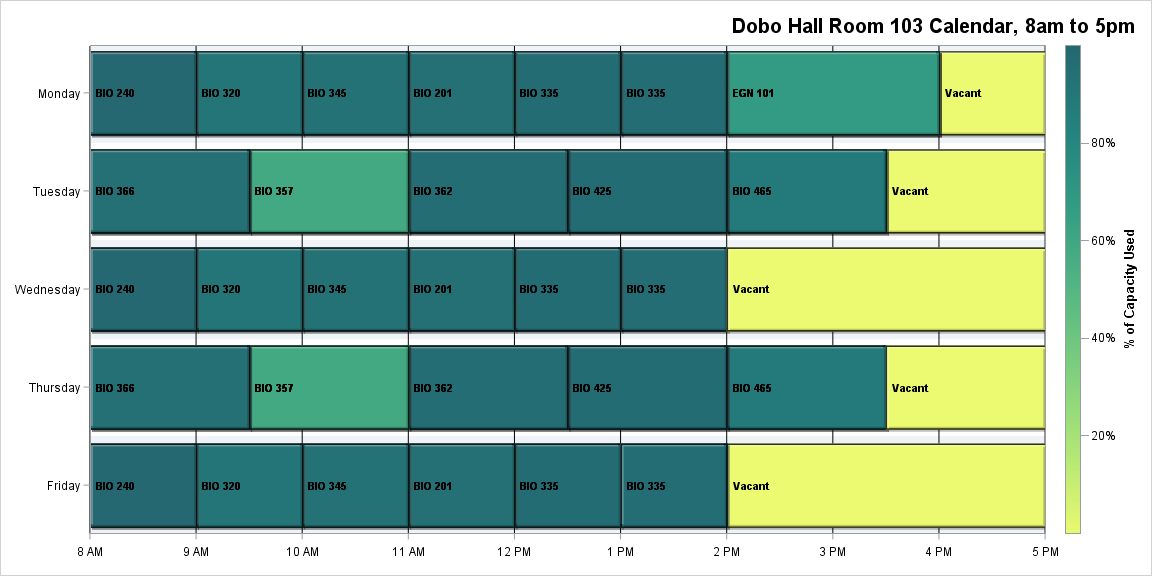 Dobo Hall Room 103 Calendar, 8am to 5pm
Monday BIO 240 BIO 320 BIO 345 BIO 201 BIO 335 BIO 335 EGN 101 Vacant
80%
Tuesday BIO 366 BIO 357 BIO 362 BIO 425 BIO 465 Vacant
60%
Wednesday BIO 240 BIO 320 BIO 345 BIO 201 BIO 335 BIO 335 Vacant
% of Capacity Used
40%
Thursday BIO 366 BIO 357 BIO 362 BIO 425 BIO 465 Vacant
20%
Friday BIO 240 BIO 320 BIO 345 BIO 201 BIO 335 BIO 335 Vacant
8 AM 9 AM 10 AM 11 AM 12 PM 1 PM 2 PM 3 PM 4 PM 5 PM